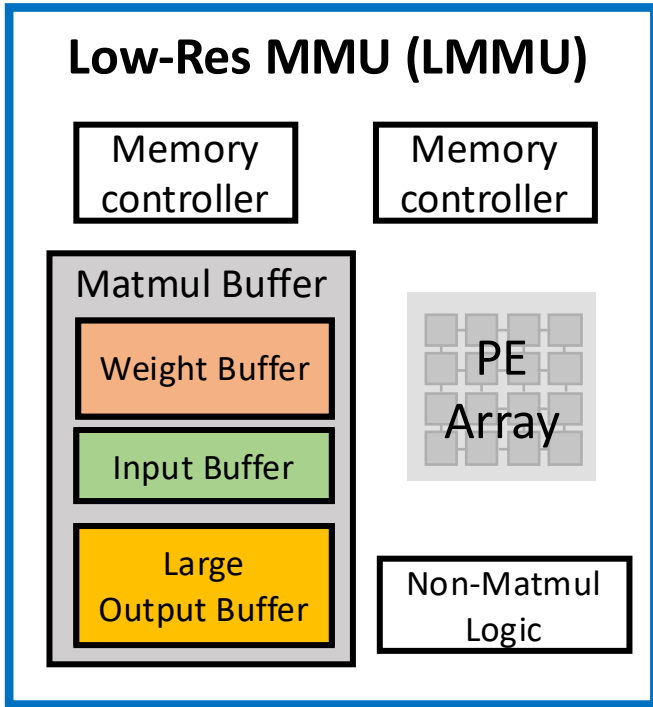 Low-Res MMU (LMMU)
Memory
controller
Memory
controller
Matmul Buffer
Weight Buffer
Input Buffer
Large
Output Buffer
PE
Array
Non-Matmul
Logic